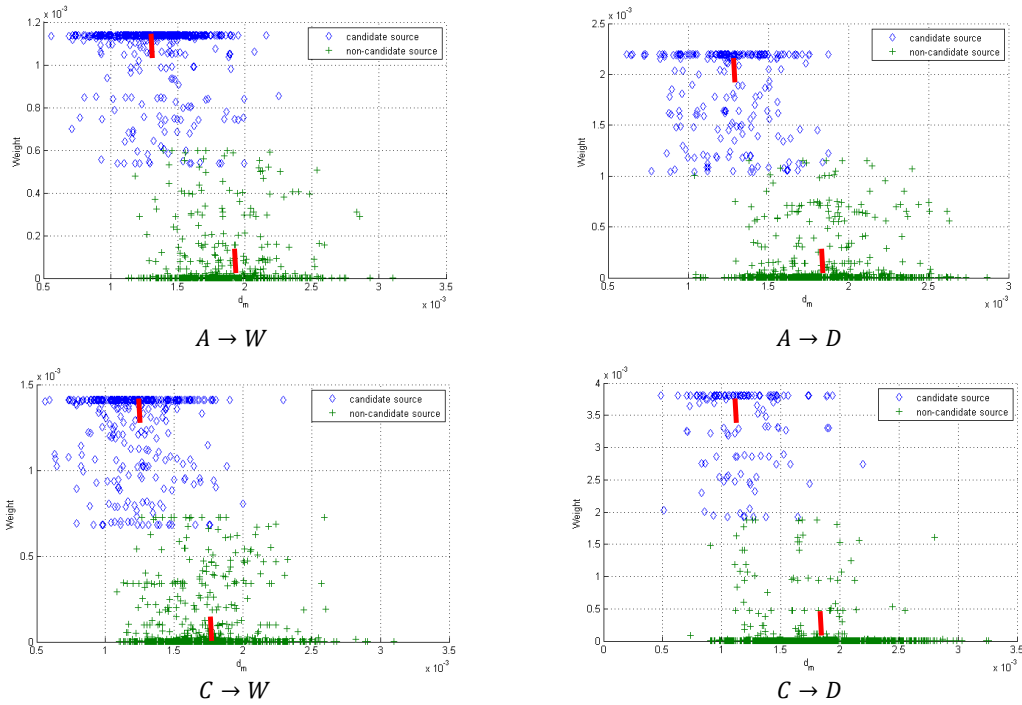 x 10⁻³
1.2
1
0.8
0.6
0.4
0.2
0
Weight
candidate source
non-candidate source
0.5 1 1.5 2 2.5 3 3.5
d_m
x 10⁻³
A → W
x 10⁻³
2.5
2
1.5
1
0.5
0
Weight
candidate source
non-candidate source
0.5 1 1.5 2 2.5 3
d_m
x 10⁻³
A → D
x 10⁻³
1.5
1
0.5
0
Weight
candidate source
non-candidate source
0.5 1 1.5 2 2.5 3 3.5
d_m
x 10⁻³
C → W
x 10⁻³
4
3.5
3
2.5
2
1.5
1
0.5
0
Weight
candidate source
non-candidate source
0 0.5 1 1.5 2 2.5 3 3.5
d_m
x 10⁻³
C → D